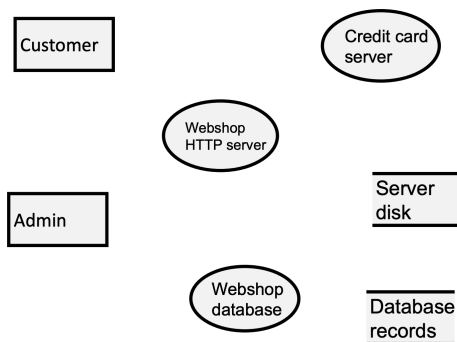 Customer
Credit card
server
Webshop
HTTP server
Server
disk
Admin
Webshop
database
Database
records